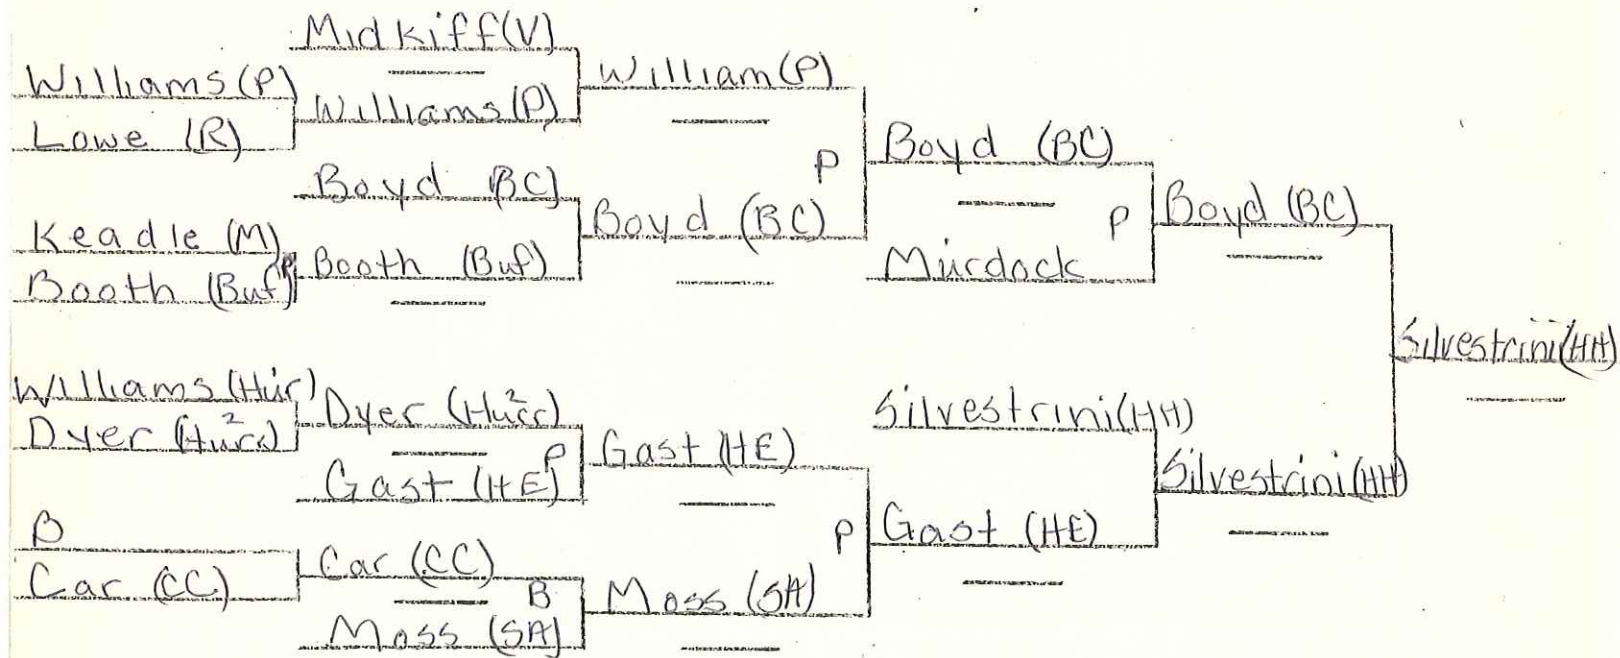 Midkiff(V)
Williams(P)
William(P)
Williams(P)
Lowe (R)
Boyd (BC)
P
Boyd (BC)
Boyd (BC)
P
Boyd (BC)
Keadle (M)
P
Booth (Buf)
Murdock
Booth (Buf)
Silvestrini(HH)
Williams(Hur)
Dyer (Hurr)
Silvestrini(HH)
Dyer
P
Gast (HE)
Gast (HE)
Silvestrini(HH)
B
P
Gast (HE)
Car (CC)
Car (CC)
B
Moss (SA)
Moss (SA)